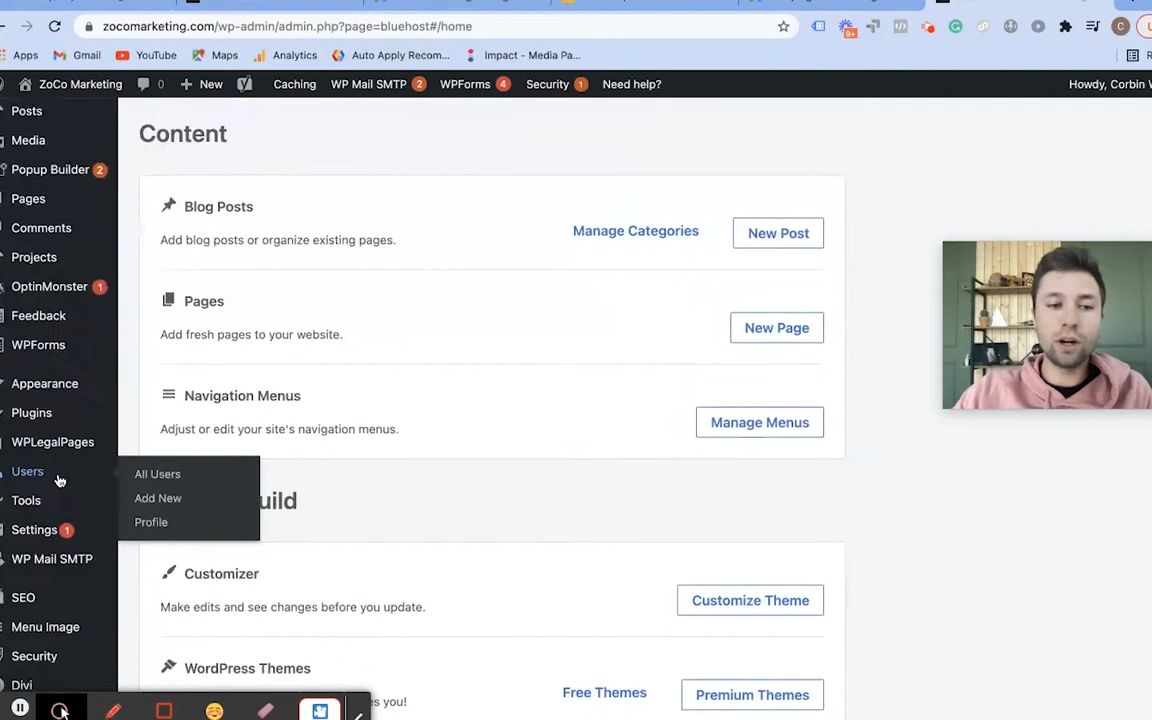 zocomarketing.com/wp-admin/admin.php?page=bluehost#/home
9+
C
Apps Gmail YouTube Maps Analytics Auto Apply Recom... Impact - Media Pa...
ZoCo Marketing 0 New Caching WP Mail SMTP 2 WPForms 4 Security 1 Need help? Howdy, Corbin W
Posts
Media
Popup Builder 2
Pages
Comments
Projects
OptinMonster 1
Feedback
WPForms
Appearance
Plugins
WPLegalPages
Users
Tools
Settings 1
WP Mail SMTP
SEO
Menu Image
Security
Divi
All Users
Add New
Profile
Content
Blog Posts
Add blog posts or organize existing pages.
Manage Categories New Post
Pages
Add fresh pages to your website.
New Page
Navigation Menus
Adjust or edit your site's navigation menus.
Manage Menus
uild
Customizer
Make edits and see changes before you update.
Customize Theme
WordPress Themes
es you!
Free Themes Premium Themes